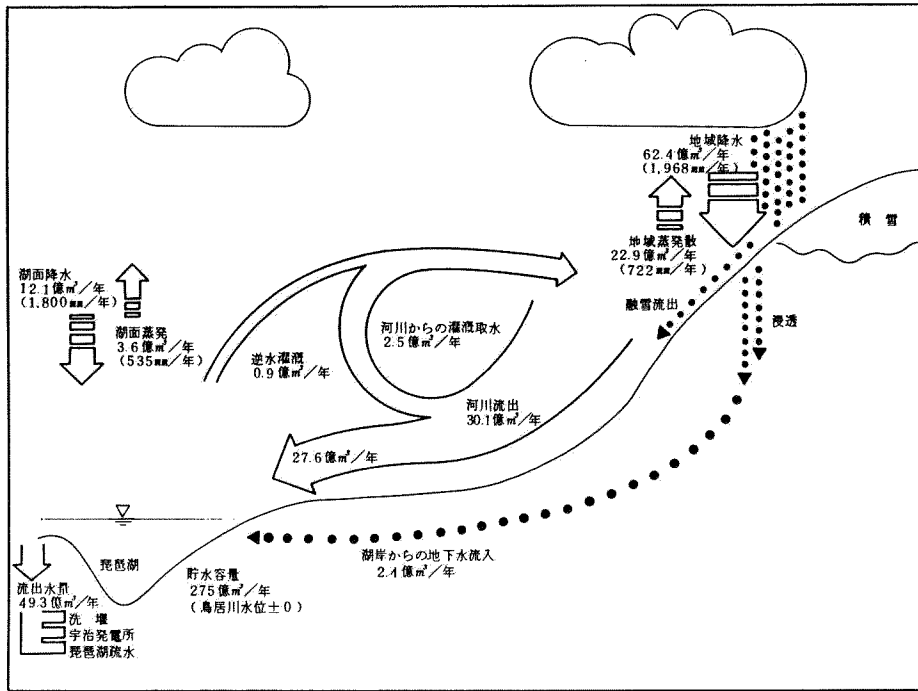 地域降水
62.4億m³／年
(1,968mm／年)
積雪
地域蒸発散
22.9億m³／年
(722mm／年)
湖面降水
12.1億m³／年
(1,800mm／年)
湖面蒸発
3.6億m³／年
(535mm／年)
融雪流出
浸透
河川からの灌漑取水
2.5億m³／年
逆水灌漑
0.9億m³／年
河川流出
30.1億m³／年
27.6億m³／年
湖岸からの地下水流入
2.4億m³／年
琵琶湖
貯水容量
275億m³／年
(鳥居川水位±0)
流出水量
49.3億m³／年
洗堰
宇治発電所
琵琶湖疏水